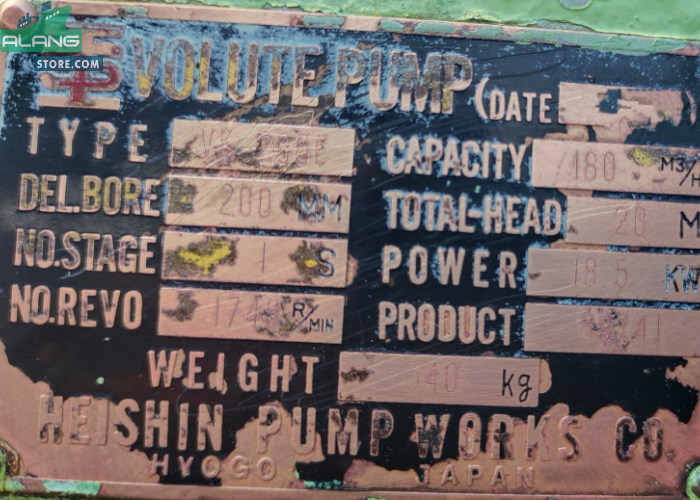 ALANG
STORE.COM
VOLUTE PUMP (DATE
TYPE
CAPACITY 180 M3/H
DEL.BORE 200 MM
TOTAL-HEAD 20 M
NO.STAGE 1 S
POWER 18.5 KW
NO.REVO R/MIN
PRODUCT
WEIGHT kg
HEISHIN PUMP WORKS CO.
HYOGO JAPAN